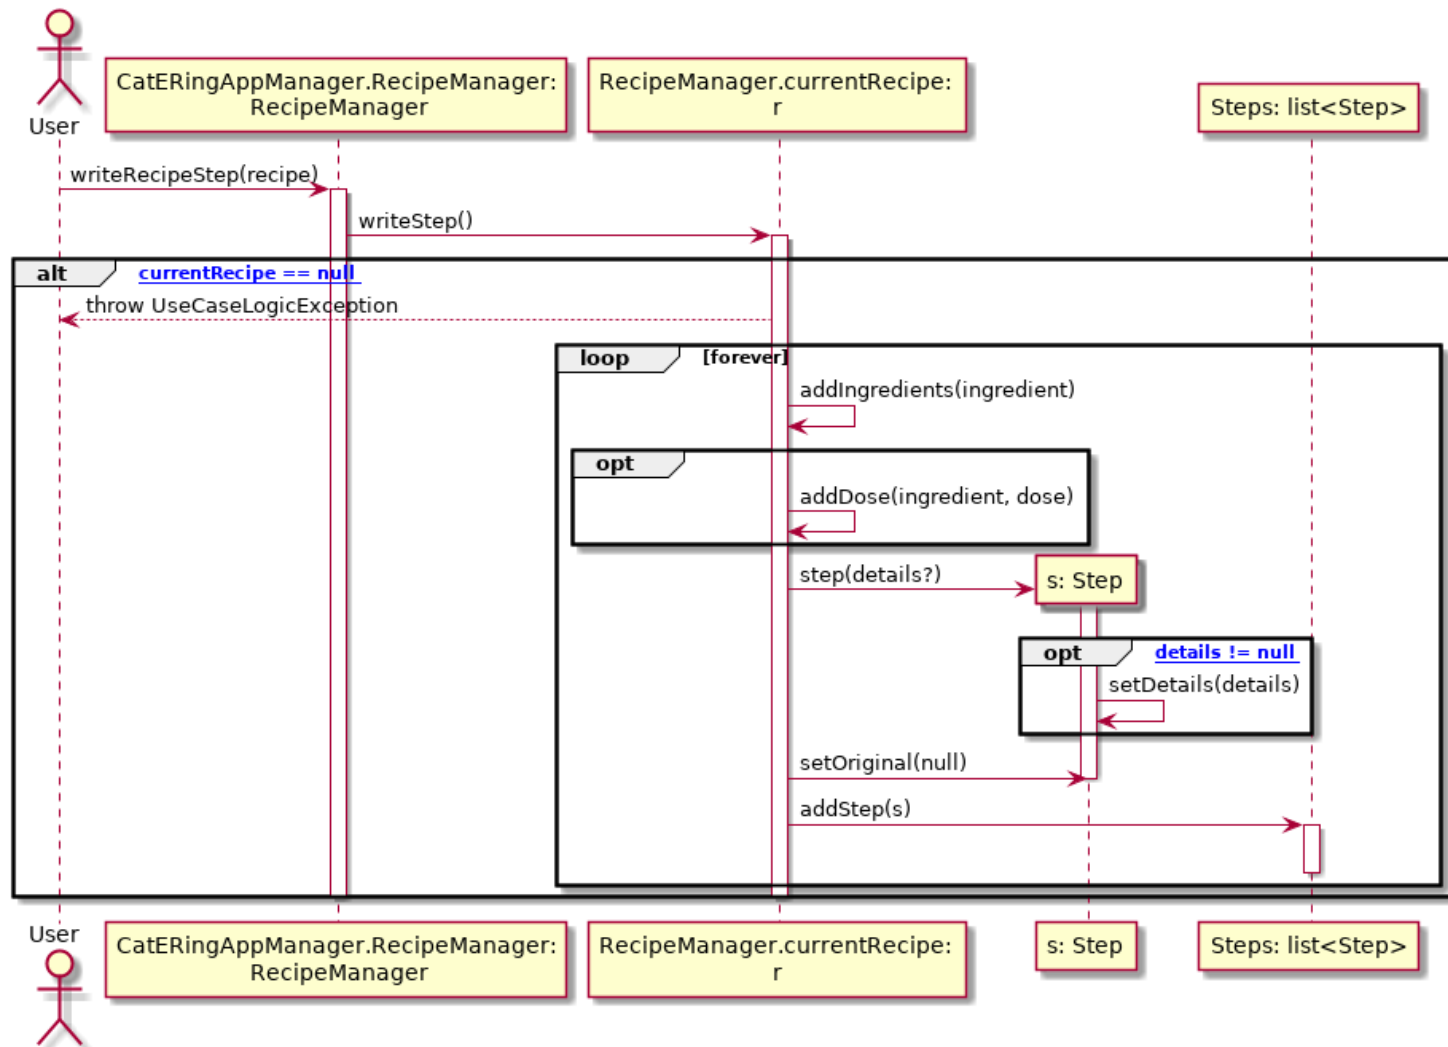 User
CatERingAppManager.RecipeManager:
RecipeManager
RecipeManager.currentRecipe:
r
Steps: list<Step>
writeRecipeStep(recipe)
writeStep()
alt
currentRecipe == null
throw UseCaseLogicException
loop
[forever]
addIngredients(ingredient)
opt
addDose(ingredient, dose)
step(details?)
s: Step
opt
details != null
setDetails(details)
setOriginal(null)
addStep(s)
User
CatERingAppManager.RecipeManager:
RecipeManager
RecipeManager.currentRecipe:
r
s: Step
Steps: list<Step>